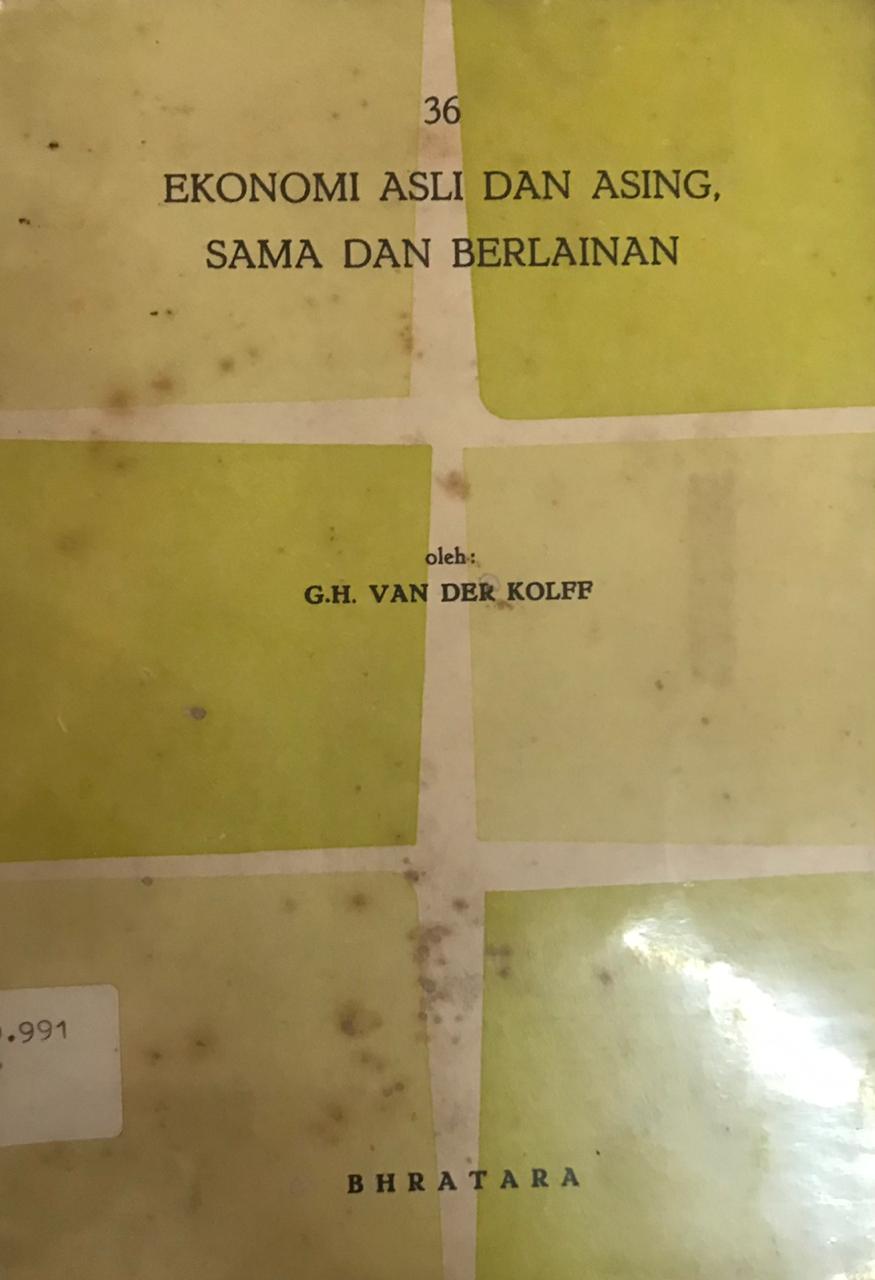 36
EKONOMI ASLI DAN ASING,
SAMA DAN BERLAINAN
oleh:
G.H. VAN DER KOLFF
.991
BHRATARA